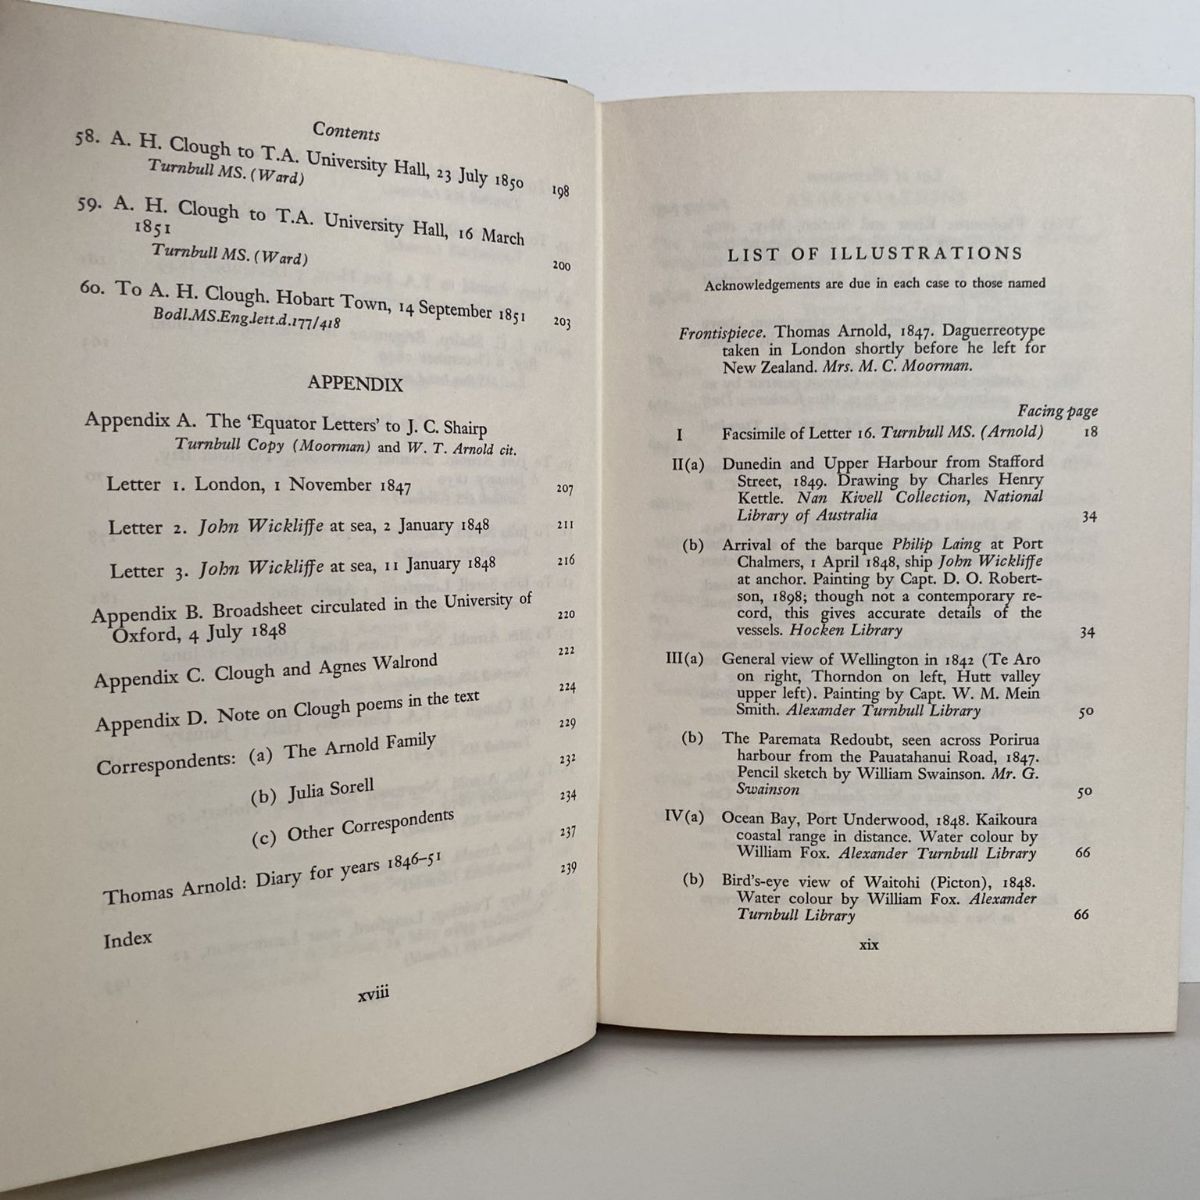 Contents
58. A. H. Clough to T.A. University Hall, 23 July 1850 198
Turnbull MS. (Ward)
59. A. H. Clough to T.A. University Hall, 16 March
1851
Turnbull MS. (Ward) 200
60. To A. H. Clough. Hobart Town, 14 September 1851 203
Bodl.MS.Eng.lett.d.177/418
APPENDIX
Appendix A. The ‘Equator Letters’ to J. C. Shairp
Turnbull Copy (Moorman) and W. T. Arnold cit.
Letter 1. London, 1 November 1847 207
Letter 2. John Wickliffe at sea, 2 January 1848 211
Letter 3. John Wickliffe at sea, 11 January 1848 216
Appendix B. Broadsheet circulated in the University of
Oxford, 4 July 1848 220
Appendix C. Clough and Agnes Walrond 222
Appendix D. Note on Clough poems in the text 224
Correspondents: (a) The Arnold Family 229
(b) Julia Sorell 232
(c) Other Correspondents 234
Thomas Arnold: Diary for years 1846–51 237
Index 239
xviii
LIST OF ILLUSTRATIONS
Acknowledgements are due in each case to those named
Frontispiece. Thomas Arnold, 1847. Daguerreotype
taken in London shortly before he left for
New Zealand. Mrs. M. C. Moorman.
Facing page
I Facsimile of Letter 16. Turnbull MS. (Arnold) 18
II(a) Dunedin and Upper Harbour from Stafford
Street, 1849. Drawing by Charles Henry
Kettle. Nan Kivell Collection, National
Library of Australia 34
(b) Arrival of the barque Philip Laing at Port
Chalmers, 1 April 1848, ship John Wickliffe
at anchor. Painting by Capt. D. O. Robert-
son, 1898; though not a contemporary re-
cord, this gives accurate details of the
vessels. Hocken Library 34
III(a) General view of Wellington in 1842 (Te Aro
on right, Thorndon on left, Hutt valley
upper left). Painting by Capt. W. M. Mein
Smith. Alexander Turnbull Library 50
(b) The Paremata Redoubt, seen across Porirua
harbour from the Pauatahanui Road, 1847.
Pencil sketch by William Swainson. Mr. G.
Swainson 50
IV(a) Ocean Bay, Port Underwood, 1848. Kaikoura
coastal range in distance. Water colour by
William Fox. Alexander Turnbull Library 66
(b) Bird’s-eye view of Waitohi (Picton), 1848.
Water colour by William Fox. Alexander
Turnbull Library 66
xix